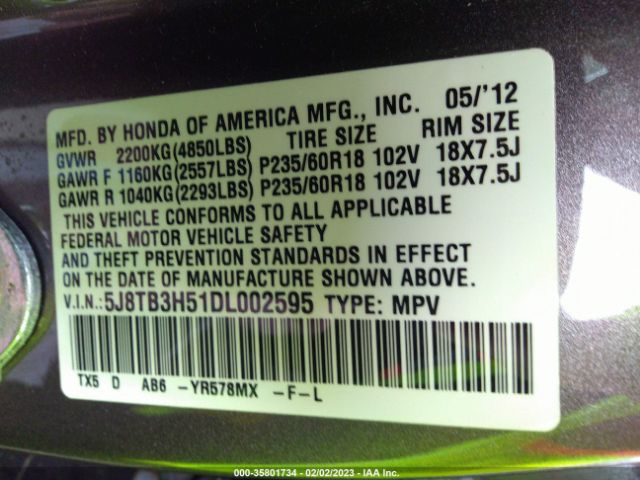 MFD. BY HONDA OF AMERICA MFG., INC. 05/'12
GVWR 2200KG(4850LBS) TIRE SIZE RIM SIZE
GAWR F 1160KG(2557LBS) P235/60R18 102V 18X7.5J
GAWR R 1040KG(2293LBS) P235/60R18 102V 18X7.5J
THIS VEHICLE CONFORMS TO ALL APPLICABLE
FEDERAL MOTOR VEHICLE SAFETY
AND THEFT PREVENTION STANDARDS IN EFFECT
ON THE DATE OF MANUFACTURE SHOWN ABOVE.
V.I.N.: 5J8TB3H51DL002595 TYPE: MPV
TX5 D AB6 -YR578MX -F-L
000-35801734 - 02/02/2023 - IAA Inc.